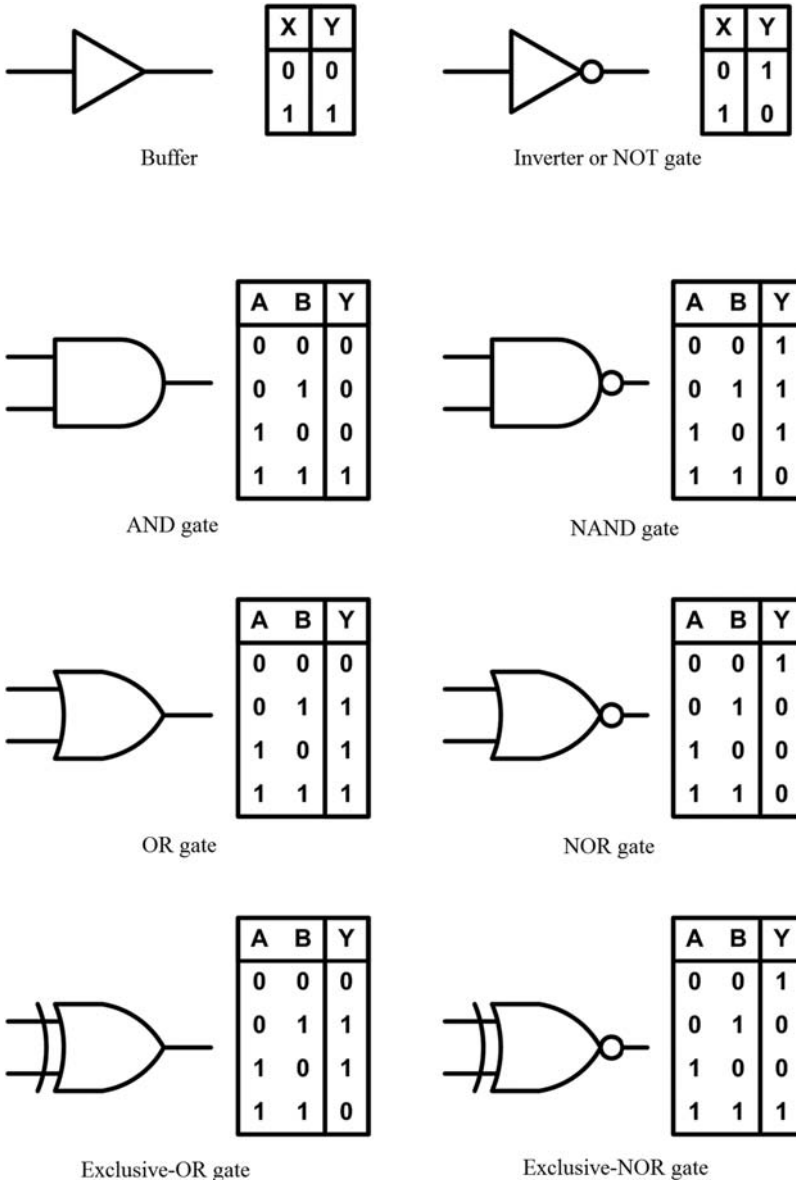 X Y
0 0
1 1
Buffer
X Y
0 1
1 0
Inverter or NOT gate
A B Y
0 0 0
0 1 0
1 0 0
1 1 1
AND gate
A B Y
0 0 1
0 1 1
1 0 1
1 1 0
NAND gate
A B Y
0 0 0
0 1 1
1 0 1
1 1 1
OR gate
A B Y
0 0 1
0 1 0
1 0 0
1 1 0
NOR gate
A B Y
0 0 0
0 1 1
1 0 1
1 1 0
Exclusive-OR gate
A B Y
0 0 1
0 1 0
1 0 0
1 1 1
Exclusive-NOR gate